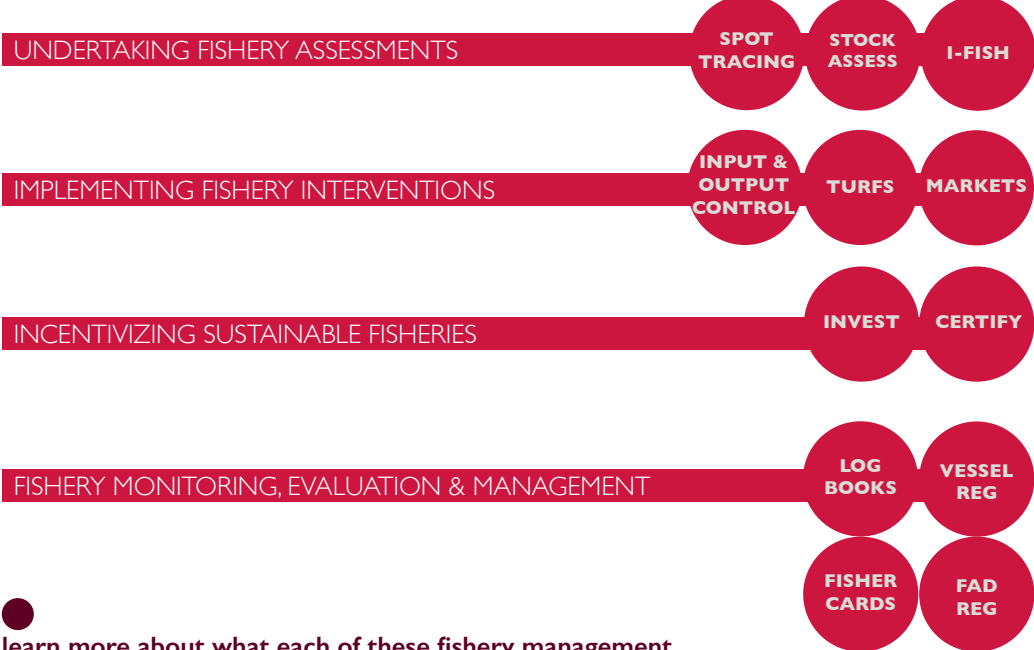 UNDERTAKING FISHERY ASSESSMENTS
SPOT
TRACING
STOCK
ASSESS
I-FISH
IMPLEMENTING FISHERY INTERVENTIONS
INPUT &
OUTPUT
CONTROL
TURFS
MARKETS
INCENTIVIZING SUSTAINABLE FISHERIES
INVEST
CERTIFY
FISHERY MONITORING, EVALUATION & MANAGEMENT
LOG
BOOKS
VESSEL
REG
FISHER
CARDS
FAD
REG
learn more about what each of these fishery management